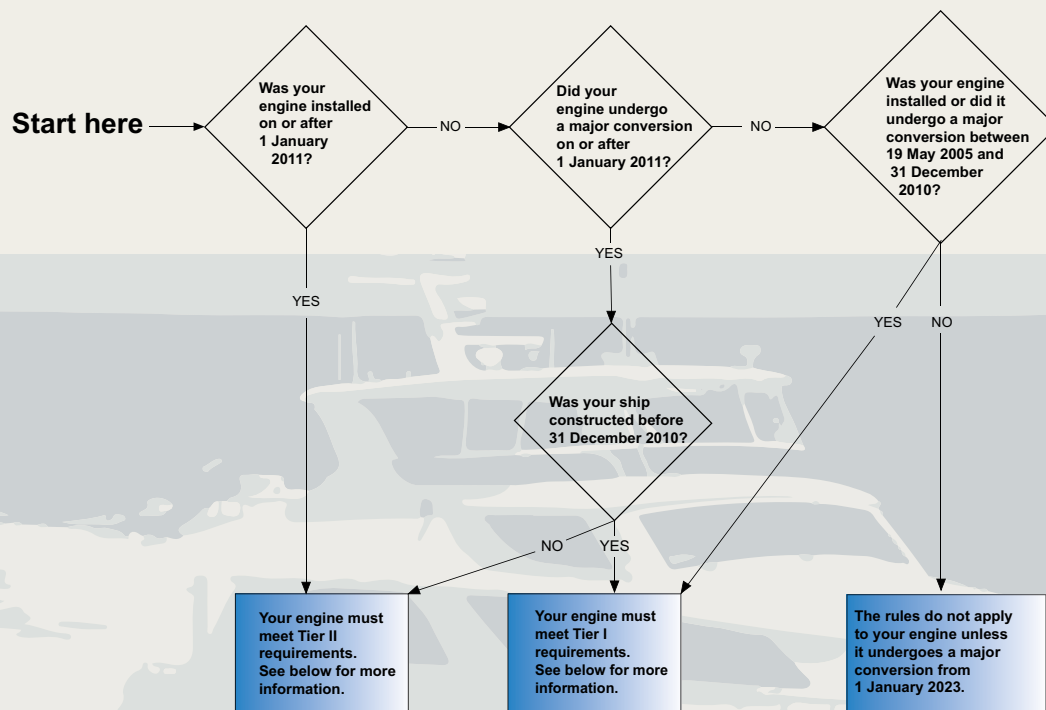 Start here
Was your
engine installed
on or after
1 January
2011?
NO
Did your
engine undergo
a major conversion
on or after
1 January 2011?
NO
Was your engine
installed or did it
undergo a major
conversion between
19 May 2005 and
31 December
2010?
YES
YES
YES
NO
Was your ship
constructed before
31 December 2010?
NO
YES
Your engine must
meet Tier II
requirements.
See below for more
information.
Your engine must
meet Tier I
requirements.
See below for more
information.
The rules do not apply
to your engine unless
it undergoes a major
conversion from
1 January 2023.